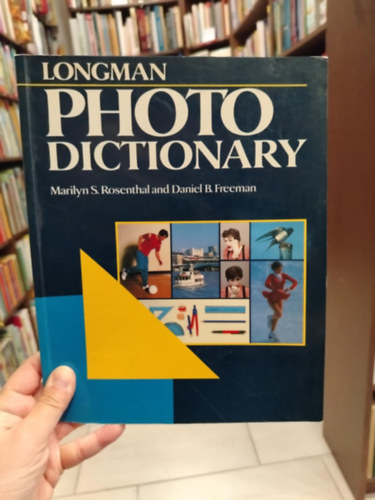 LONGMAN
PHOTO
DICTIONARY
Marilyn S. Rosenthal and Daniel B. Freeman